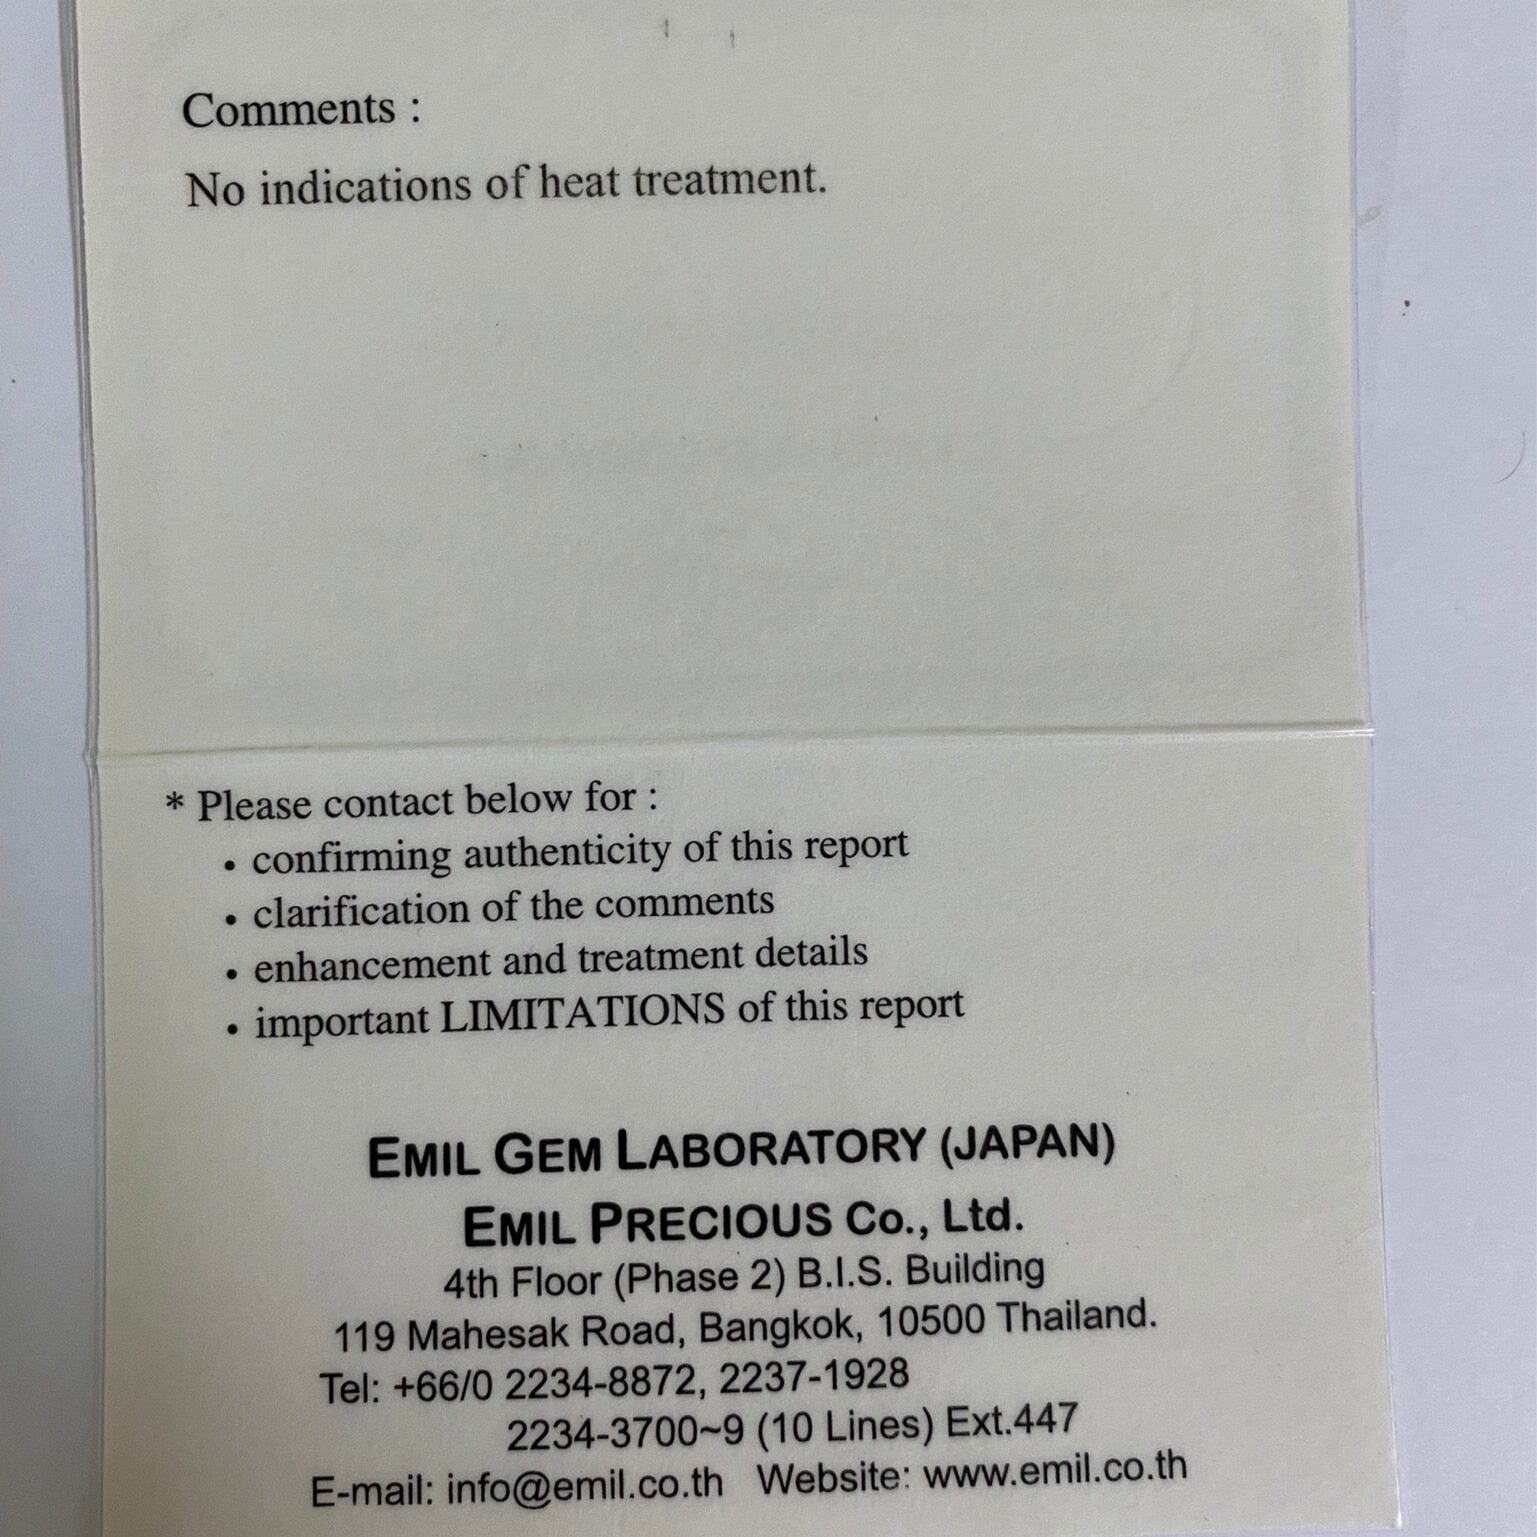 Comments :
No indications of heat treatment.
* Please contact below for :
• confirming authenticity of this report
• clarification of the comments
• enhancement and treatment details
• important LIMITATIONS of this report
EMIL GEM LABORATORY (JAPAN)
EMIL PRECIOUS Co., Ltd.
4th Floor (Phase 2) B.I.S. Building
119 Mahesak Road, Bangkok, 10500 Thailand.
Tel: +66/0 2234-8872, 2237-1928
2234-3700~9 (10 Lines) Ext.447
E-mail: info@emil.co.th Website: www.emil.co.th